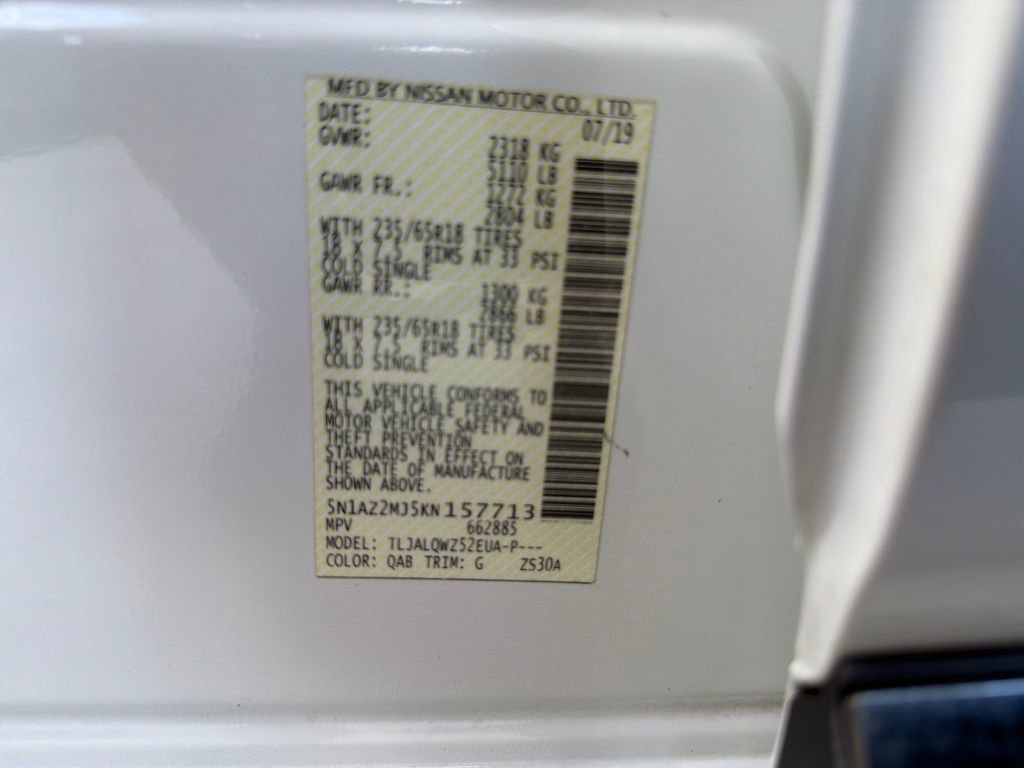 MFD BY NISSAN MOTOR CO., LTD.
DATE: 07/19
GVWR: 2318 KG
5110 LB
GAWR FR.: 1272 KG
2804 LB
WITH 235/65R18 TIRES
18 X 7.5 RIMS AT 33 PSI
COLD SINGLE
GAWR RR.: 1300 KG
2866 LB
WITH 235/65R18 TIRES
18 X 7.5 RIMS AT 33 PSI
COLD SINGLE
THIS VEHICLE CONFORMS TO
ALL APPLICABLE FEDERAL
MOTOR VEHICLE SAFETY AND
THEFT PREVENTION
STANDARDS IN EFFECT ON
THE DATE OF MANUFACTURE
SHOWN ABOVE.
5N1AZ2MJ5KN157713
MPV 662885
MODEL: TLJALQWZ52EUA-P---
COLOR: QAB TRIM: G ZS30A